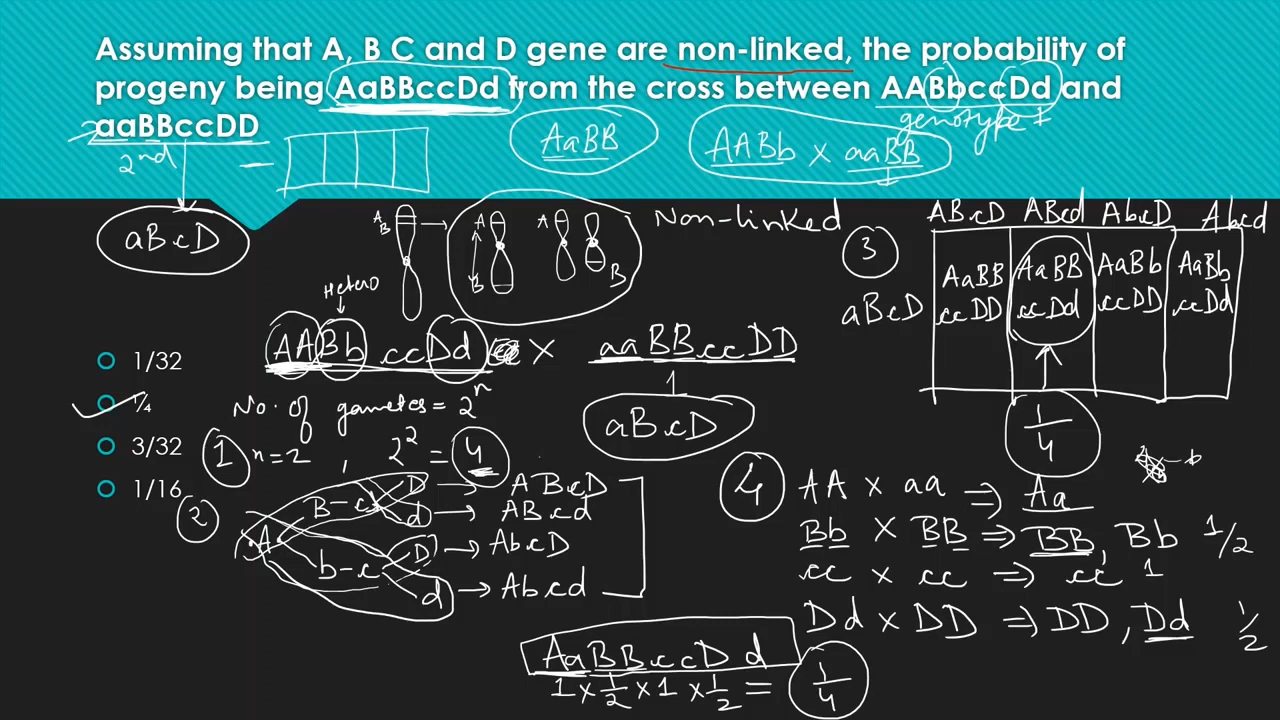 Assuming that A, B C and D gene are non-linked, the probability of
progeny being AaBBccDd from the cross between AABbccDd and
aaBBccDD
genotype 1
2nd
AaBB
AABb × aaBB
aBcD
A
B
A
B
A
B
Non-linked
3
ABcD ABcd AbcD Abcd
aBcD
AaBB ccDD
AaBB ccDd
AaBb ccDD
AaBb ccDd
1/4
Hetero
AABb ccDd × aaBBccDD
1
aBcD
1/32
1/4
3/32
1/16
No. of gametes = 2^n
1 n=2, 2^2 = 4
2
A
B-c
D → ABcD
d → ABcd
b-c
D → AbcD
d → Abcd
4
AA × aa ⇒ Aa
Bb × BB ⇒ BB, Bb 1/2
cc × cc ⇒ cc 1
Dd × DD ⇒ DD, Dd 1/2
AaBBccDd
1 × 1/2 × 1 × 1/2 = 1/4